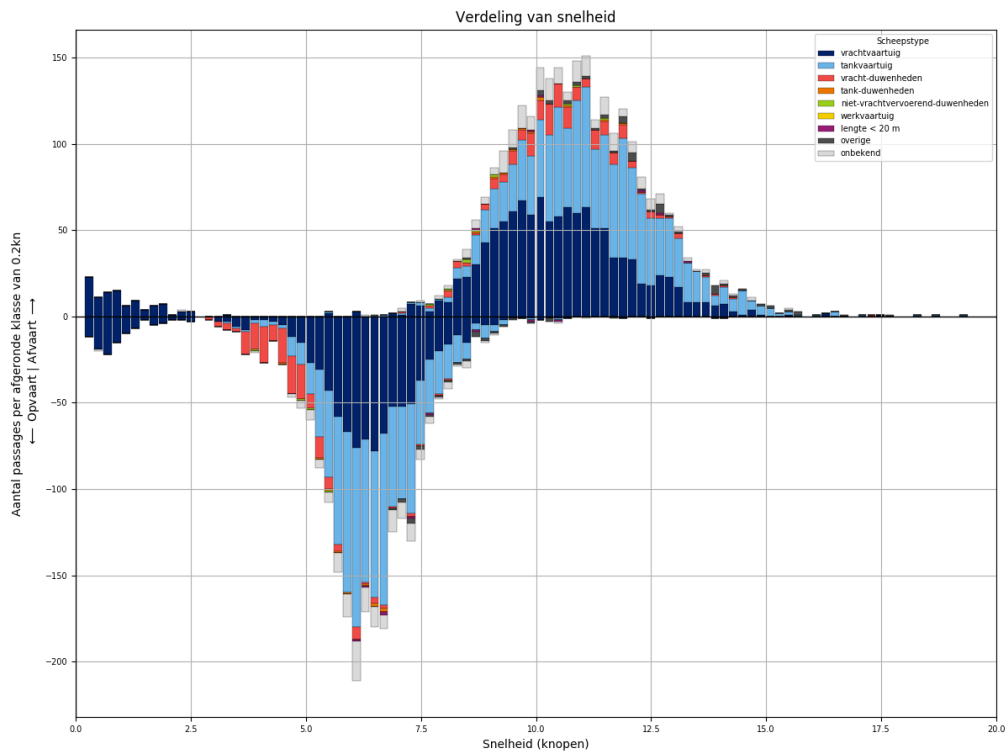 Verdeling van snelheid
Scheepstype
vrachtvaartuig
tankvaartuig
vracht-duwenheden
tank-duwenheden
niet-vrachtvervoerend-duwenheden
werkvaartuig
lengte < 20 m
overige
onbekend
Aantal passages per afgeronde klasse van 0.2kn
⟵ Opvaart | Afvaart ⟶
150
100
50
0
−50
−100
−150
−200
0.0 2.5 5.0 7.5 10.0 12.5 15.0 17.5 20.0
Snelheid (knopen)